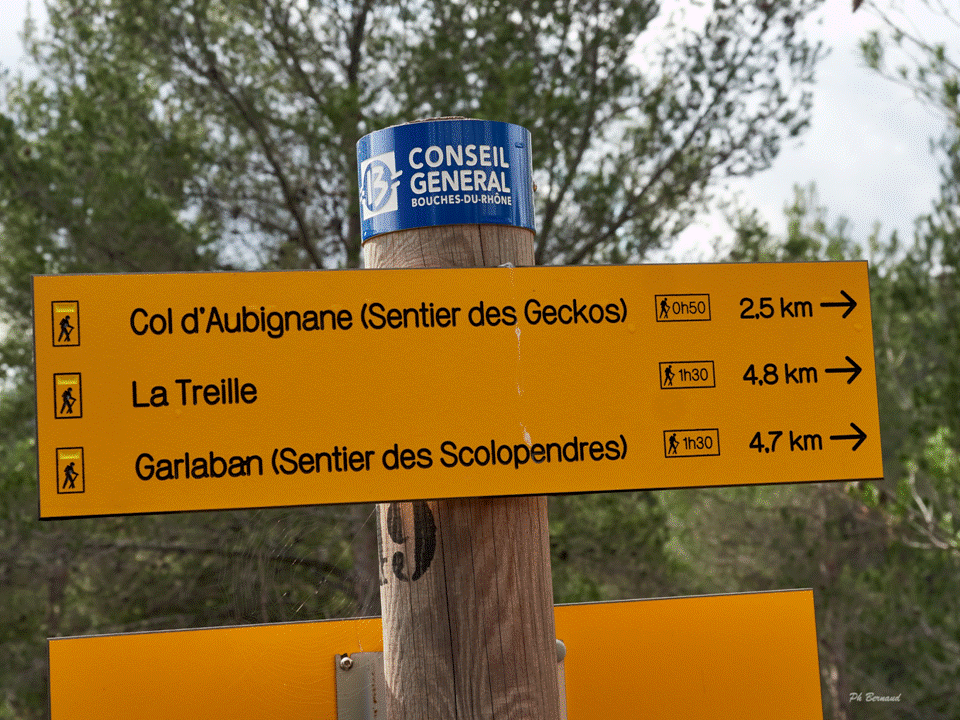 CONSEIL
GENERAL
BOUCHES-DU-RHÔNE
Col d'Aubignane (Sentier des Geckos) 0h50 2,5 km →
La Treille 1h30 4,8 km →
Garlaban (Sentier des Scolopendres) 1h30 4,7 km →
Ph Bernaud